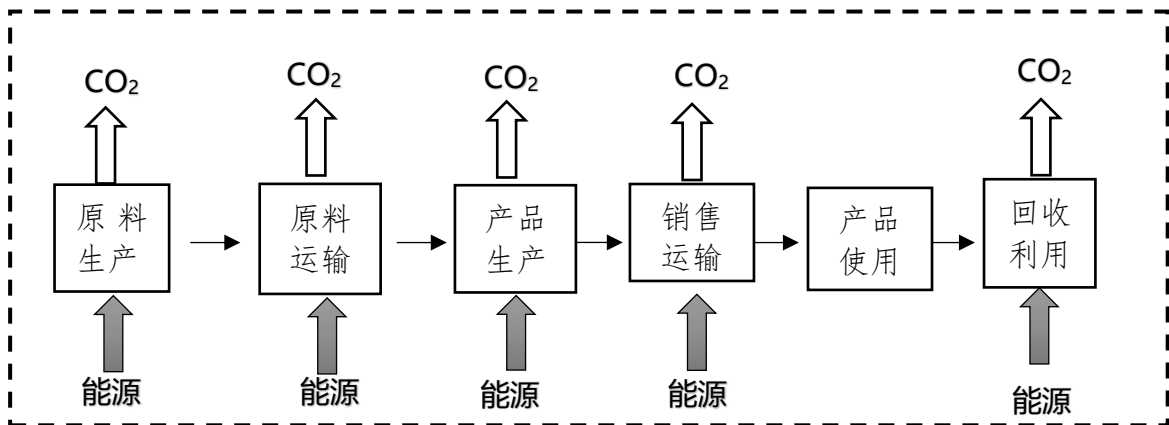 CO₂ CO₂ CO₂ CO₂ CO₂
原 料
生产
原料
运输
产品
生产
销售
运输
产品
使用
回收
利用
能源 能源 能源 能源 能源